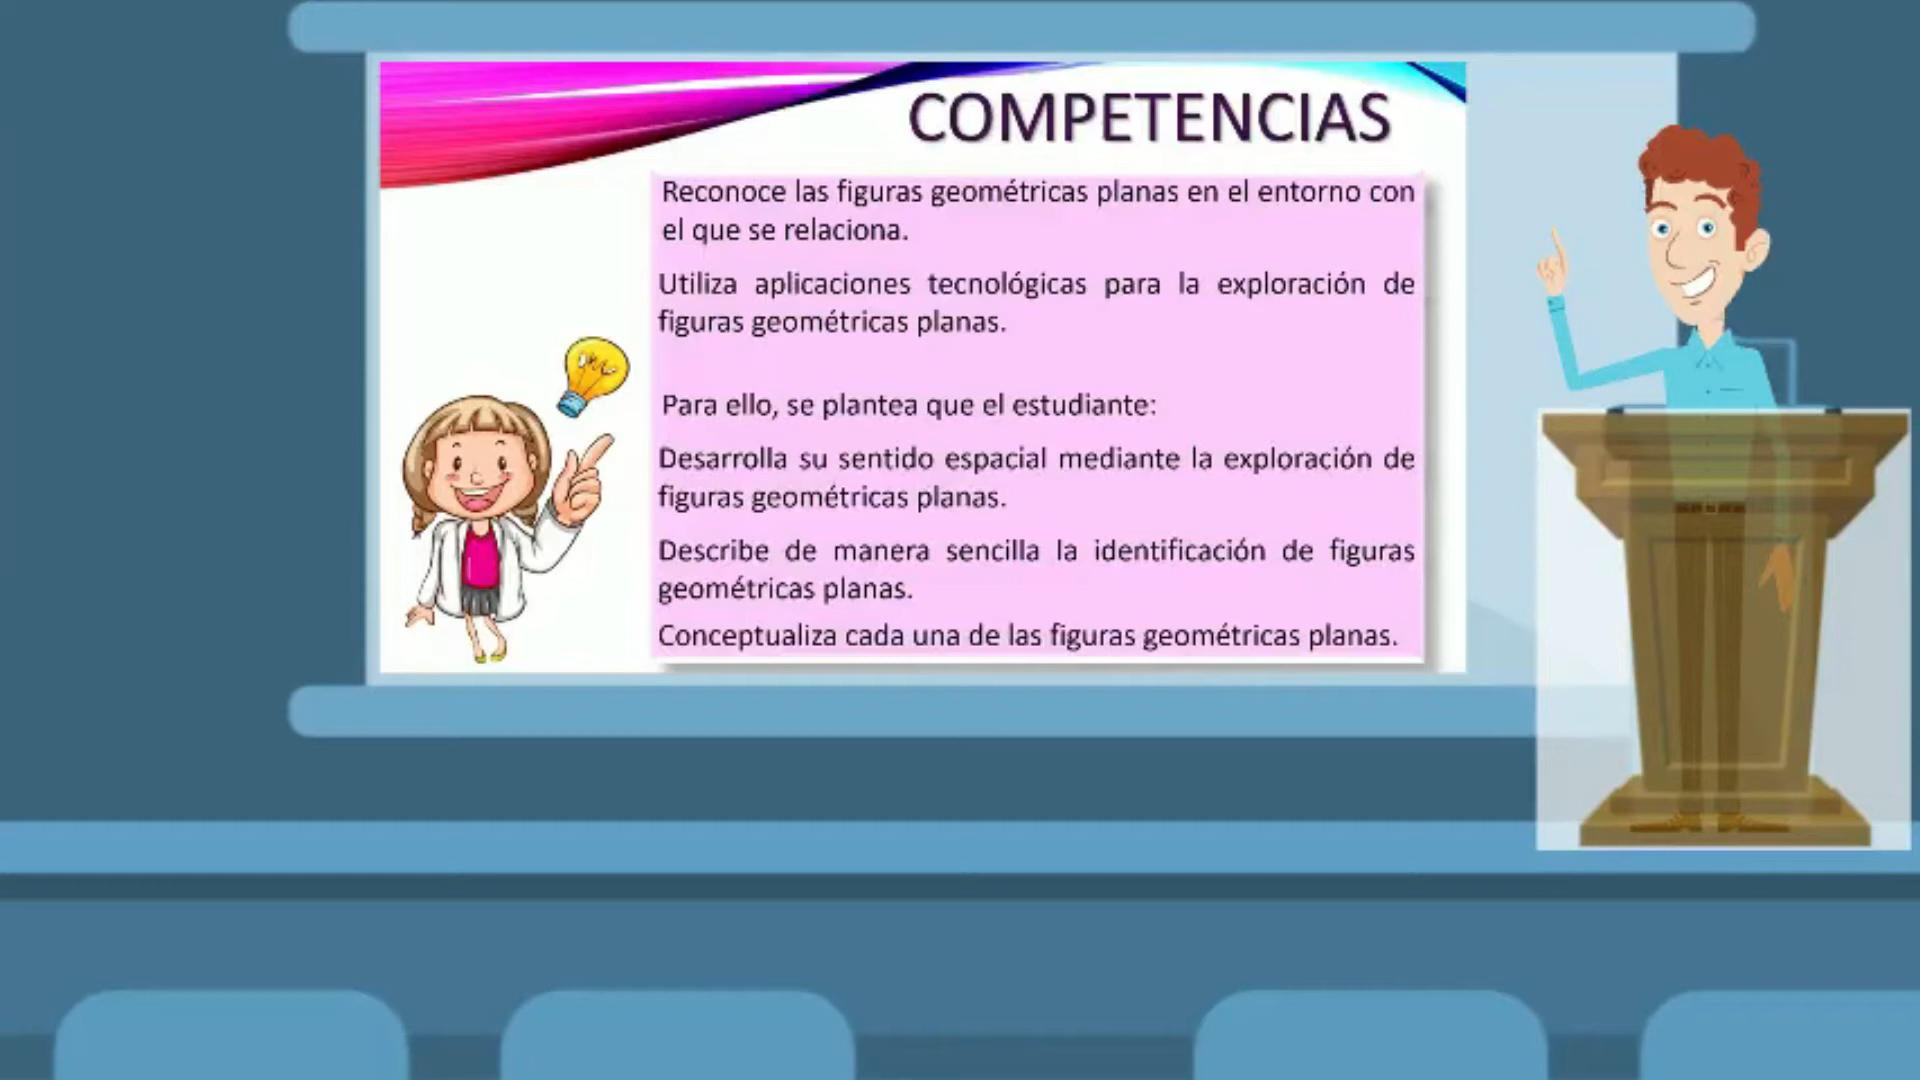 COMPETENCIAS
Reconoce las figuras geométricas planas en el entorno con
el que se relaciona.
Utiliza aplicaciones tecnológicas para la exploración de
figuras geométricas planas.
Para ello, se plantea que el estudiante:
Desarrolla su sentido espacial mediante la exploración de
figuras geométricas planas.
Describe de manera sencilla la identificación de figuras
geométricas planas.
Conceptualiza cada una de las figuras geométricas planas.